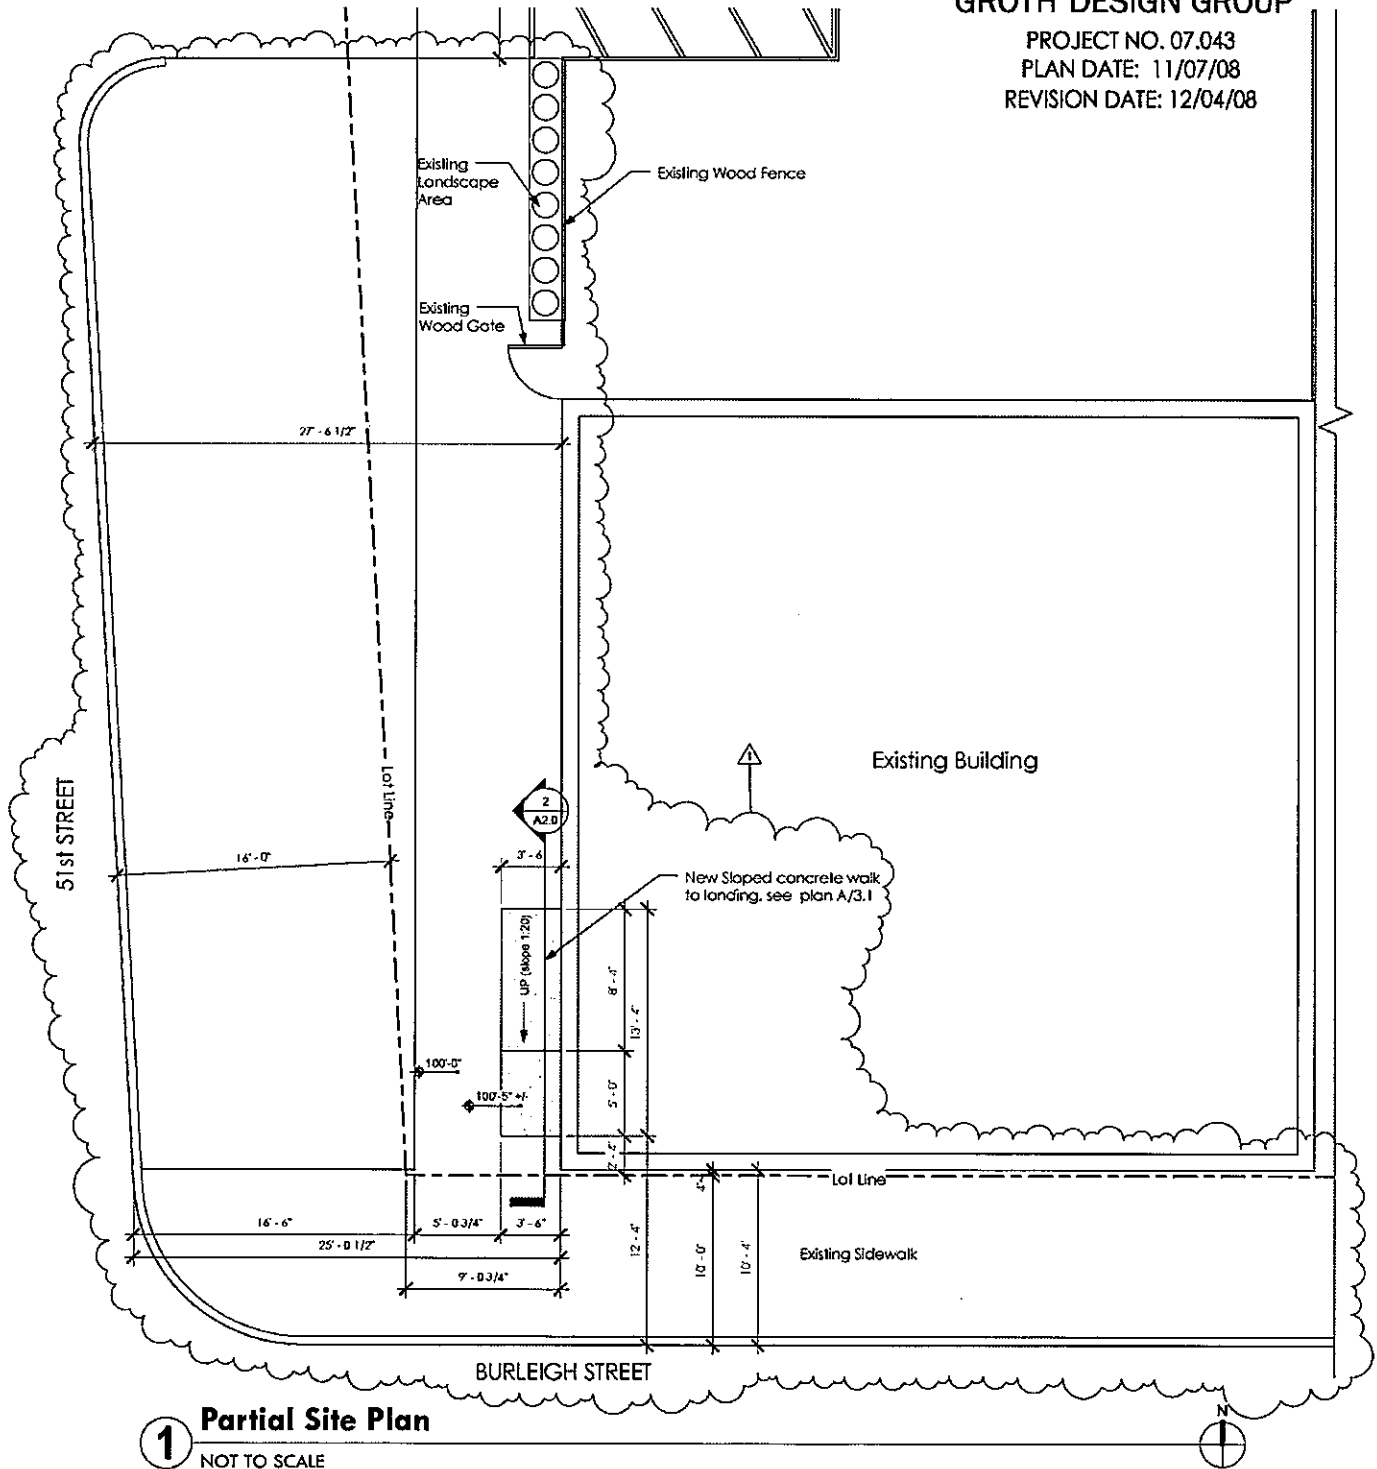 GROTH DESIGN GROUP
PROJECT NO. 07.043
PLAN DATE: 11/07/08
REVISION DATE: 12/04/08
Existing
Landscape
Area
Existing Wood Fence
Existing
Wood Gate
27' - 6 1/2"
Existing Building
1
Lot Line
51st STREET
2
A2.0
16' - 0"
3' - 6
New Sloped concrete walk
to landing. see plan A/3.1
UP (slope 1:20)
8' - 4"
13' - 4"
100'-0"
100'-5" +/-
5' - 0"
2' - 4"
Lot Line
4"
16' - 6"
5' - 0 3/4"
3' - 6"
25' - 0 1/2"
12' - 4"
10' - 0"
10' - 4"
Existing Sidewalk
9' - 0 3/4"
BURLEIGH STREET
1
Partial Site Plan
NOT TO SCALE
N